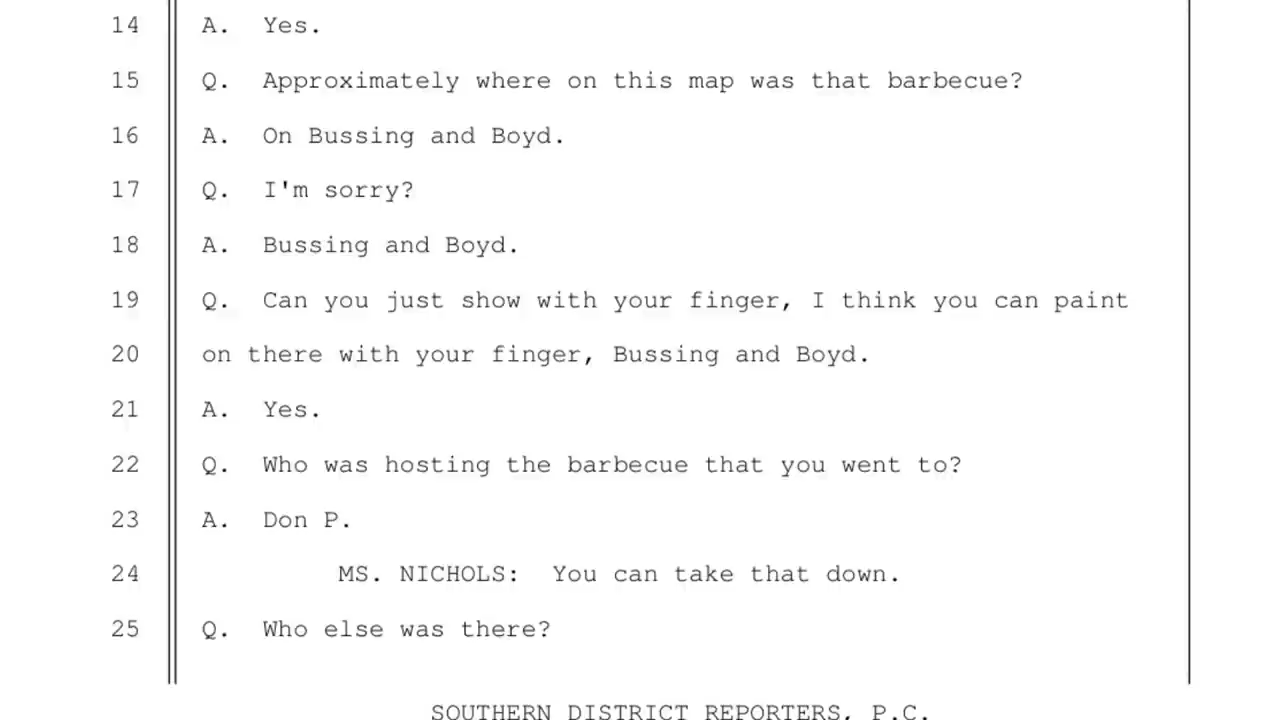 14 A. Yes.
15 Q. Approximately where on this map was that barbecue?
16 A. On Bussing and Boyd.
17 Q. I'm sorry?
18 A. Bussing and Boyd.
19 Q. Can you just show with your finger, I think you can paint
20 on there with your finger, Bussing and Boyd.
21 A. Yes.
22 Q. Who was hosting the barbecue that you went to?
23 A. Don P.
24 MS. NICHOLS: You can take that down.
25 Q. Who else was there?
SOUTHERN DISTRICT REPORTERS, P.C.